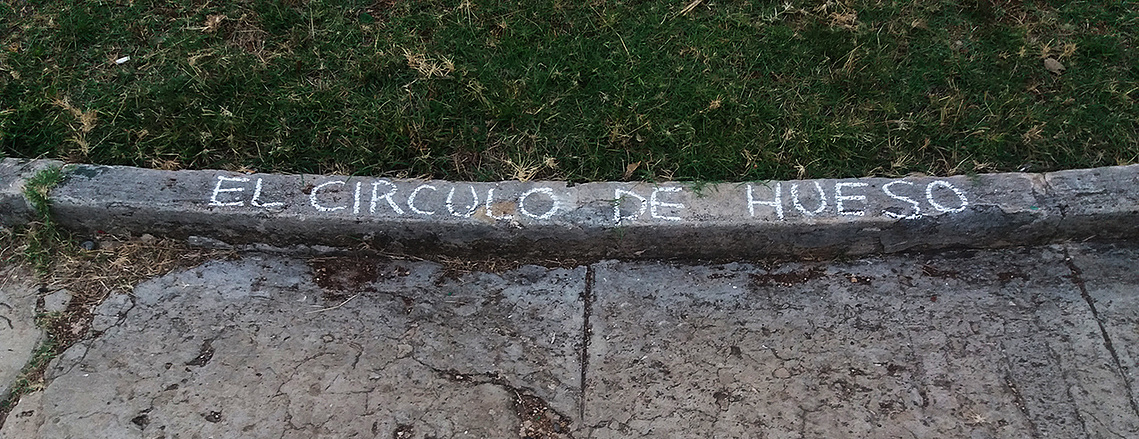 EL CIRCULO DE HUESO